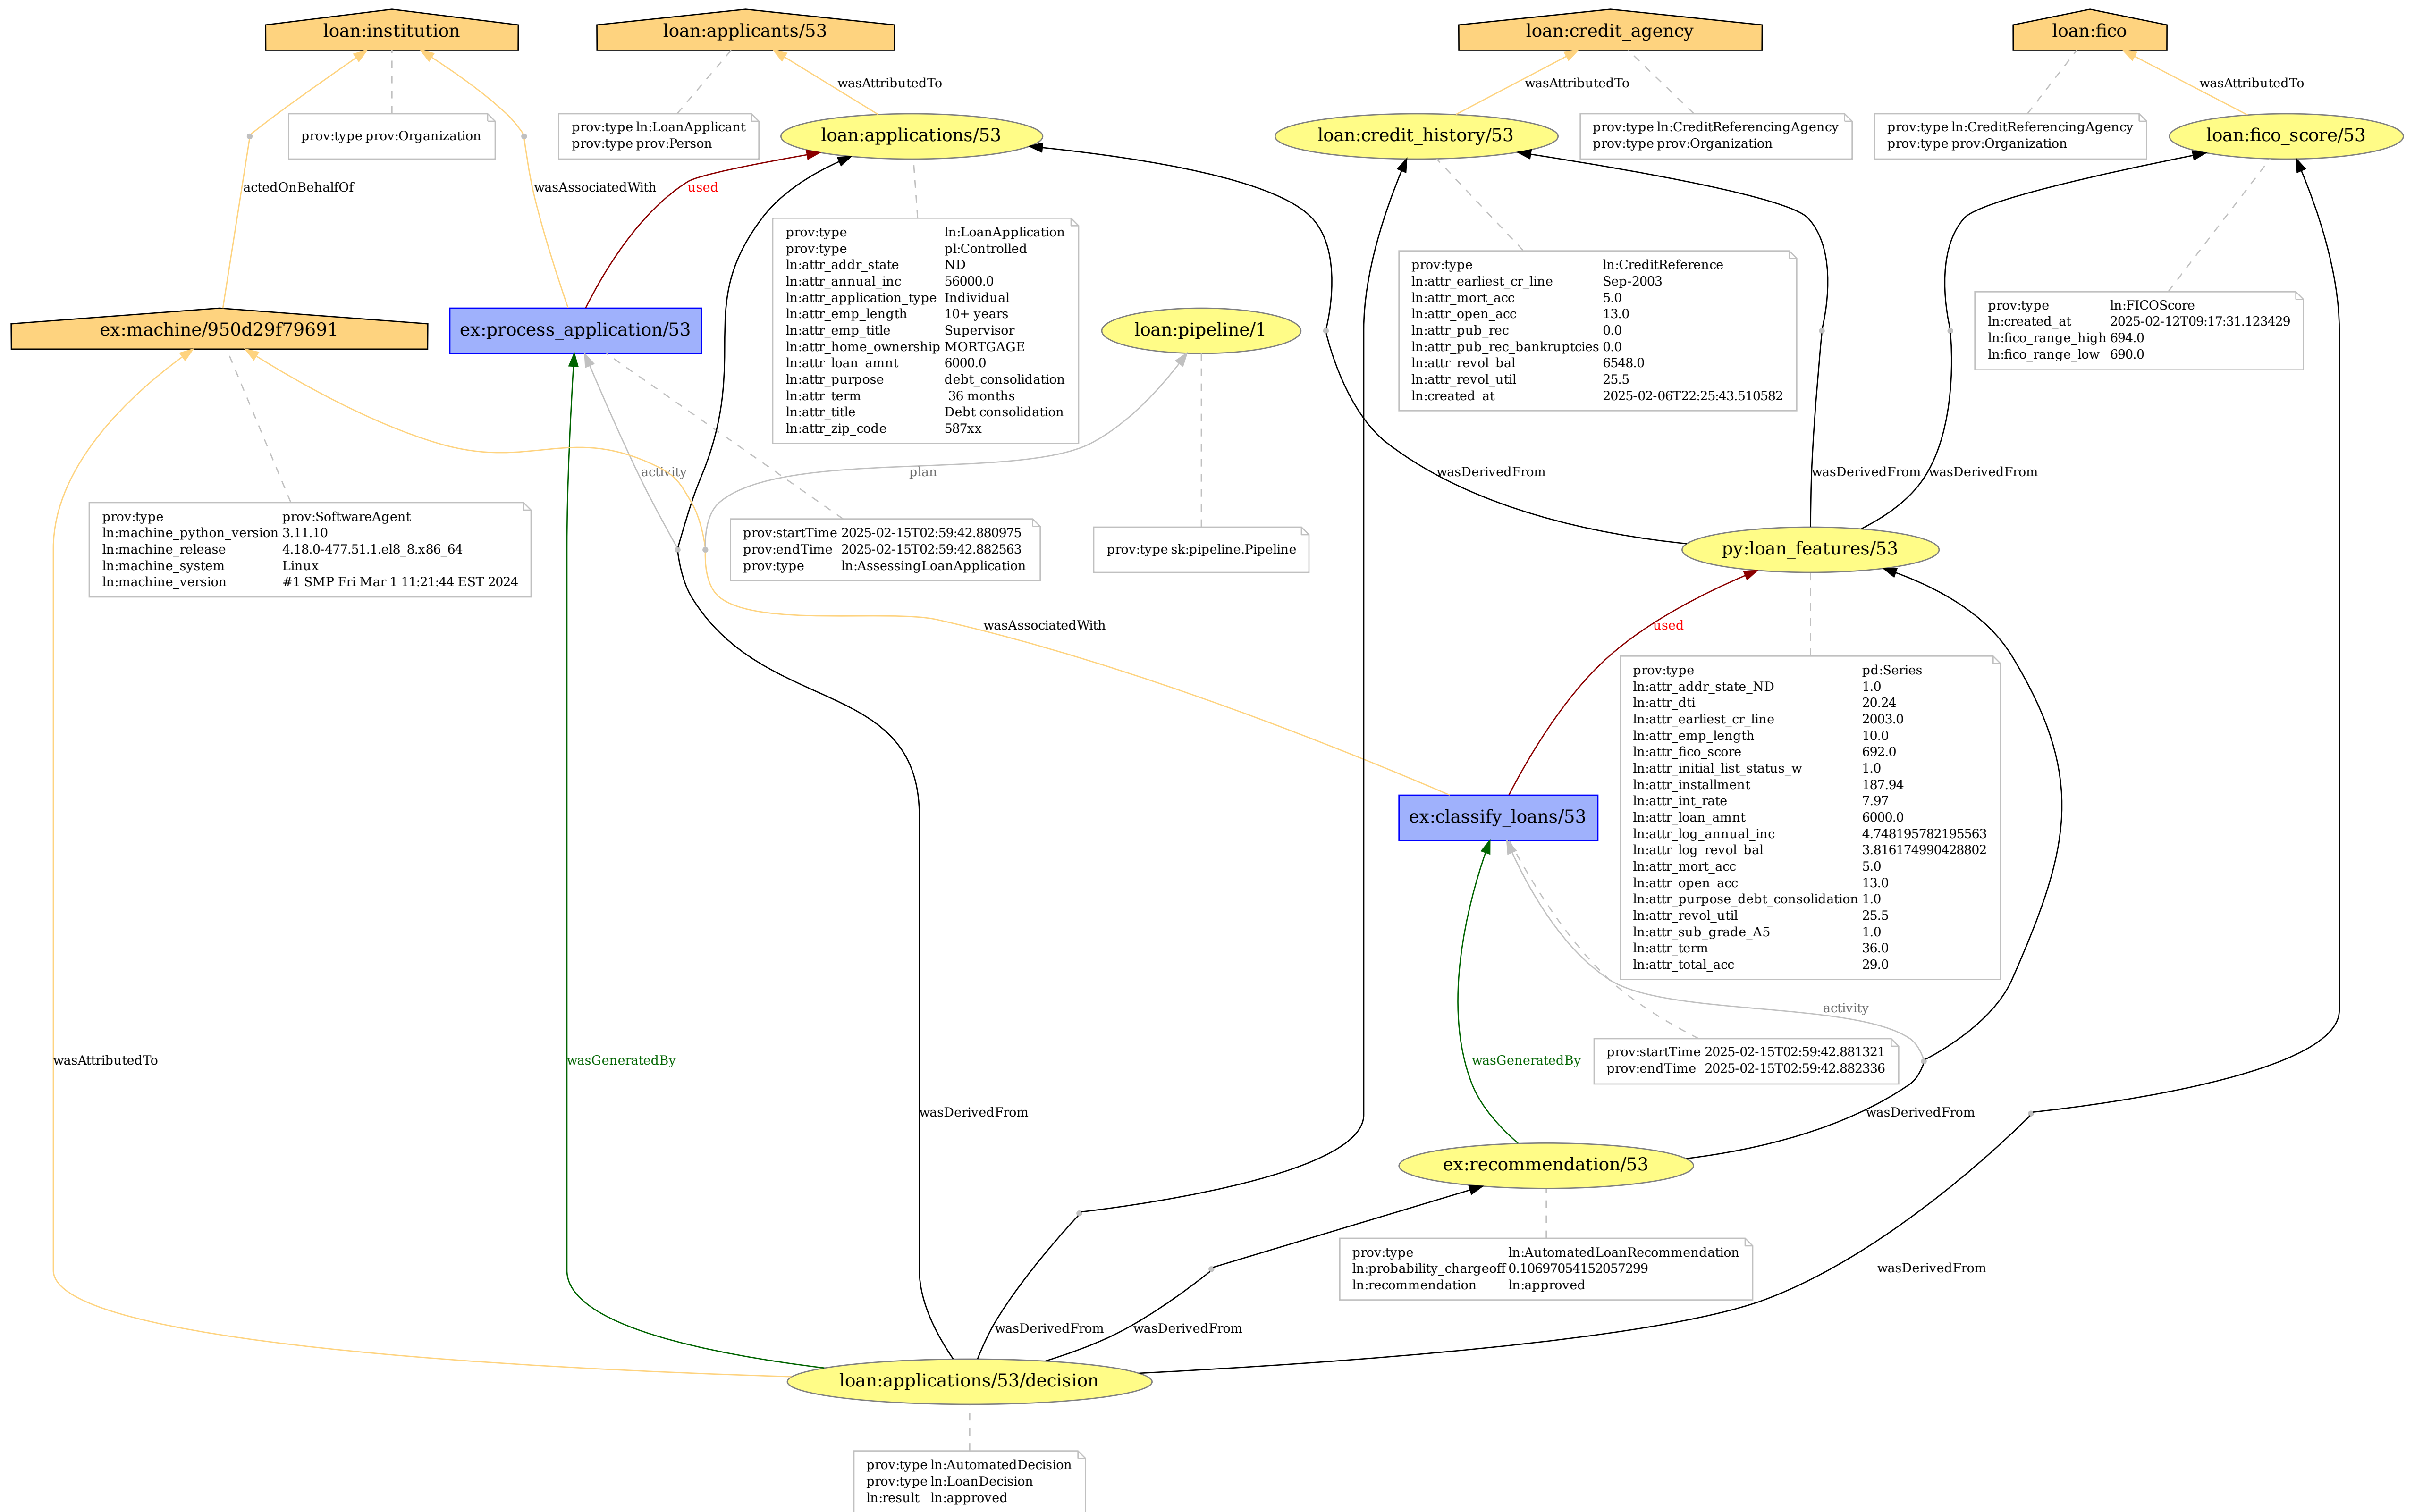 loan:institution
loan:applicants/53
loan:credit_agency
loan:fico
wasAttributedTo
wasAttributedTo
wasAttributedTo
prov:type prov:Organization
prov:type ln:LoanApplicant
prov:type prov:Person
loan:applications/53
loan:credit_history/53
prov:type ln:CreditReferencingAgency
prov:type prov:Organization
prov:type ln:CreditReferencingAgency
prov:type prov:Organization
loan:fico_score/53
actedOnBehalfOf
wasAssociatedWith
used
prov:type ln:LoanApplication
prov:type pl:Controlled
ln:attr_addr_state ND
ln:attr_annual_inc 56000.0
ln:attr_application_type Individual
ln:attr_emp_length 10+ years
ln:attr_emp_title Supervisor
ln:attr_home_ownership MORTGAGE
ln:attr_loan_amnt 6000.0
ln:attr_purpose debt_consolidation
ln:attr_term 36 months
ln:attr_title Debt consolidation
ln:attr_zip_code 587xx
prov:type ln:CreditReference
ln:attr_earliest_cr_line Sep-2003
ln:attr_mort_acc 5.0
ln:attr_open_acc 13.0
ln:attr_pub_rec 0.0
ln:attr_pub_rec_bankruptcies 0.0
ln:attr_revol_bal 6548.0
ln:attr_revol_util 25.5
ln:created_at 2025-02-06T22:25:43.510582
prov:type ln:FICOScore
ln:created_at 2025-02-12T09:17:31.123429
ln:fico_range_high 694.0
ln:fico_range_low 690.0
ex:machine/950d29f79691
ex:process_application/53
loan:pipeline/1
activity
plan
wasDerivedFrom
wasDerivedFrom
wasDerivedFrom
prov:type prov:SoftwareAgent
ln:machine_python_version 3.11.10
ln:machine_release 4.18.0-477.51.1.el8_8.x86_64
ln:machine_system Linux
ln:machine_version #1 SMP Fri Mar 1 11:21:44 EST 2024
prov:startTime 2025-02-15T02:59:42.880975
prov:endTime 2025-02-15T02:59:42.882563
prov:type ln:AssessingLoanApplication
prov:type sk:pipeline.Pipeline
py:loan_features/53
wasAssociatedWith
used
prov:type pd:Series
ln:attr_addr_state_ND 1.0
ln:attr_dti 20.24
ln:attr_earliest_cr_line 2003.0
ln:attr_emp_length 10.0
ln:attr_fico_score 692.0
ln:attr_initial_list_status_w 1.0
ln:attr_installment 187.94
ln:attr_int_rate 7.97
ln:attr_loan_amnt 6000.0
ln:attr_log_annual_inc 4.748195782195563
ln:attr_log_revol_bal 3.816174990428802
ln:attr_mort_acc 5.0
ln:attr_open_acc 13.0
ln:attr_purpose_debt_consolidation 1.0
ln:attr_revol_util 25.5
ln:attr_sub_grade_A5 1.0
ln:attr_term 36.0
ln:attr_total_acc 29.0
ex:classify_loans/53
activity
wasAttributedTo
wasGeneratedBy
wasGeneratedBy
prov:startTime 2025-02-15T02:59:42.881321
prov:endTime 2025-02-15T02:59:42.882336
wasDerivedFrom
wasDerivedFrom
ex:recommendation/53
prov:type ln:AutomatedLoanRecommendation
ln:probability_chargeoff 0.10697054152057299
ln:recommendation ln:approved
wasDerivedFrom
wasDerivedFrom
wasDerivedFrom
loan:applications/53/decision
prov:type ln:AutomatedDecision
prov:type ln:LoanDecision
ln:result ln:approved